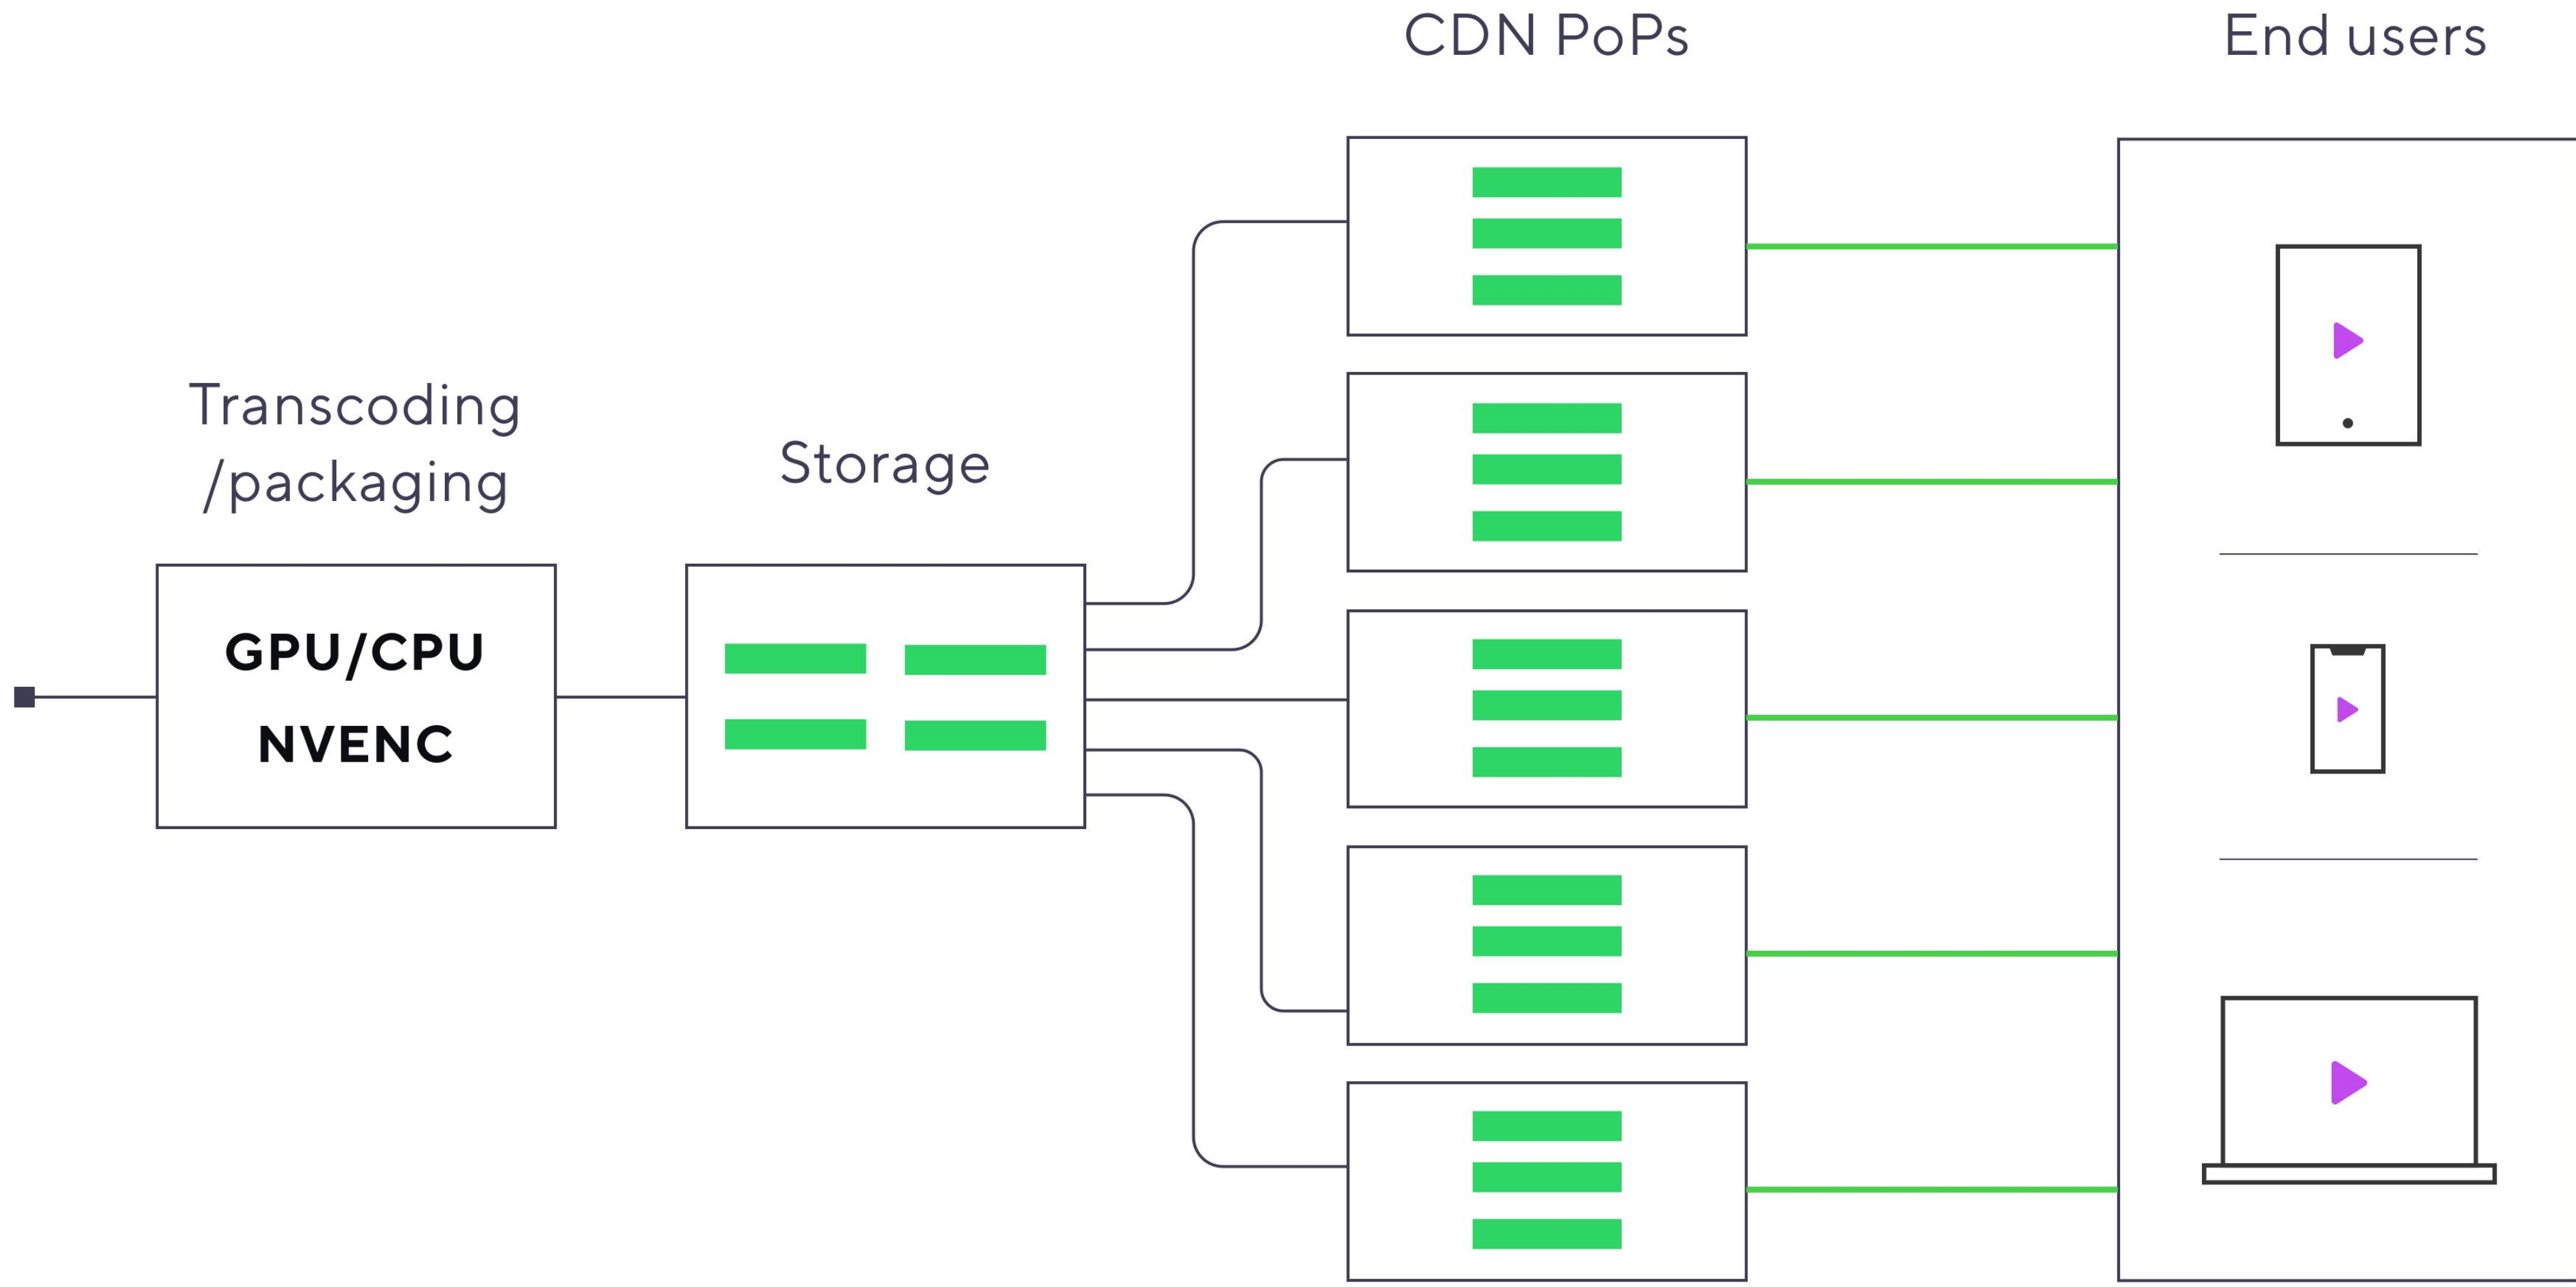 CDN PoPs
End users
Transcoding
/packaging
Storage
GPU/CPU
NVENC